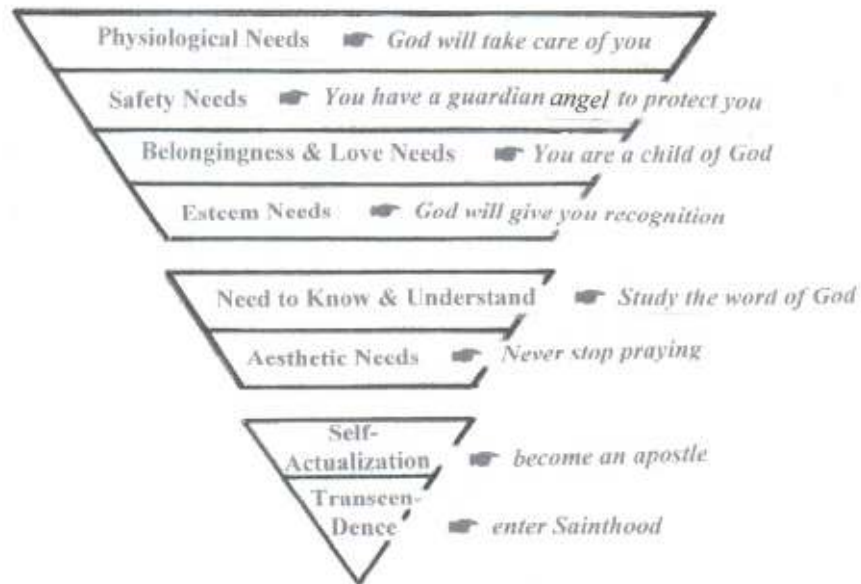 Physiological Needs ☛ God will take care of you
Safety Needs ☛ You have a guardian angel to protect you
Belongingness & Love Needs ☛ You are a child of God
Esteem Needs ☛ God will give you recognition
Need to Know & Understand ☛ Study the word of God
Aesthetic Needs ☛ Never stop praying
Self-
Actualization ☛ become an apostle
Transcen-
Dence ☛ enter Sainthood